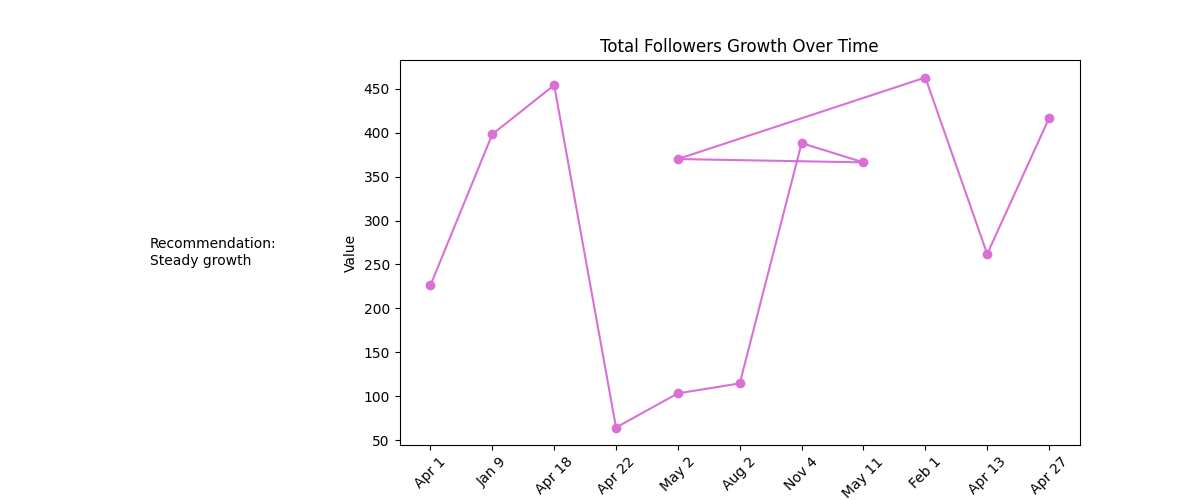 Total Followers Growth Over Time
Recommendation:
Steady growth
Value
450
400
350
300
250
200
150
100
50
Apr 1
Jan 9
Apr 18
Apr 22
May 2
Aug 2
Nov 4
May 11
Feb 1
Apr 13
Apr 27